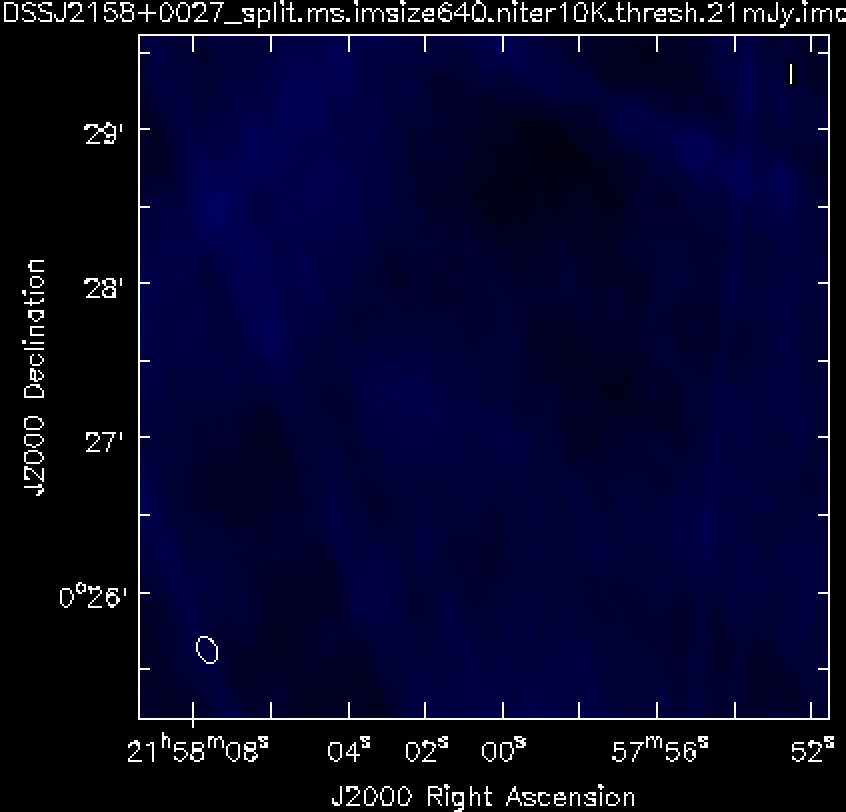 DSSJ2158+0027_split.ms.imsize640.niter10K.thresh.21mJy.imc
I
29'
28'
J2000 Declination
27'
0°26'
21ʰ58ᵐ08ˢ 04ˢ 02ˢ 00ˢ 57ᵐ56ˢ 52ˢ
J2000 Right Ascension